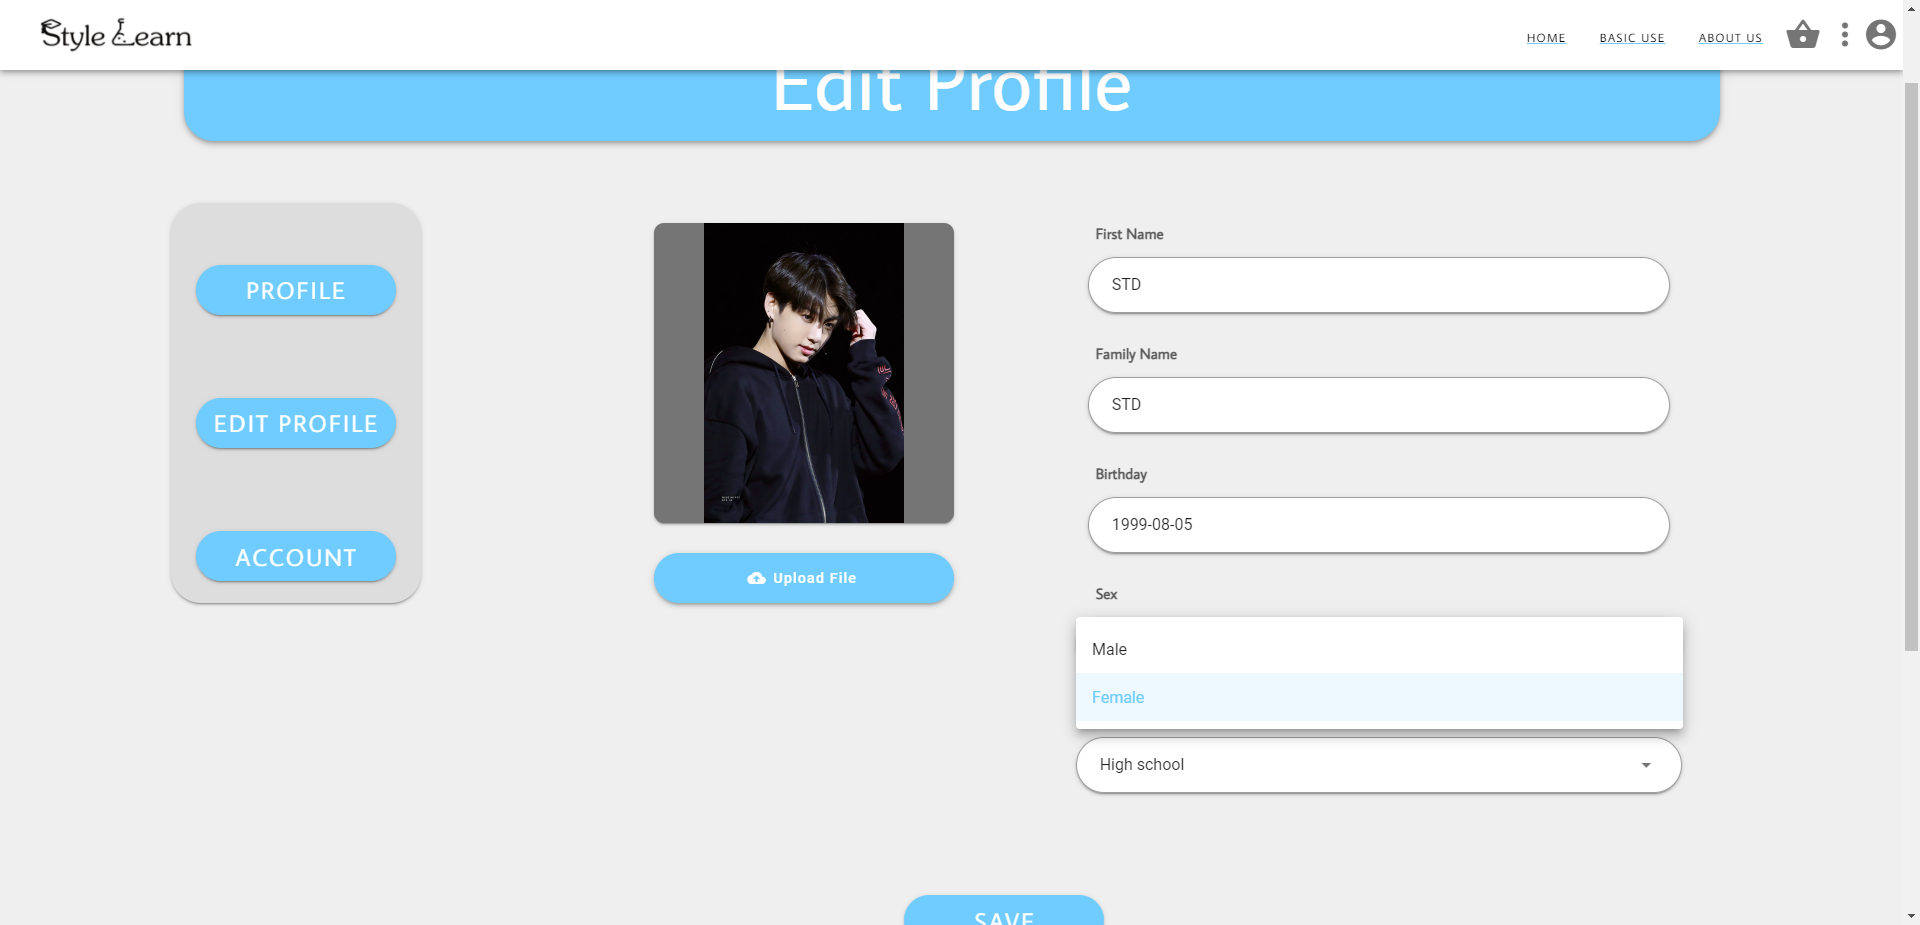 Style Learn
HOME
BASIC USE
ABOUT US
Edit Profile
PROFILE
EDIT PROFILE
ACCOUNT
Upload File
First Name
STD
Family Name
STD
Birthday
1999-08-05
Sex
Male
Female
High school
SAVE